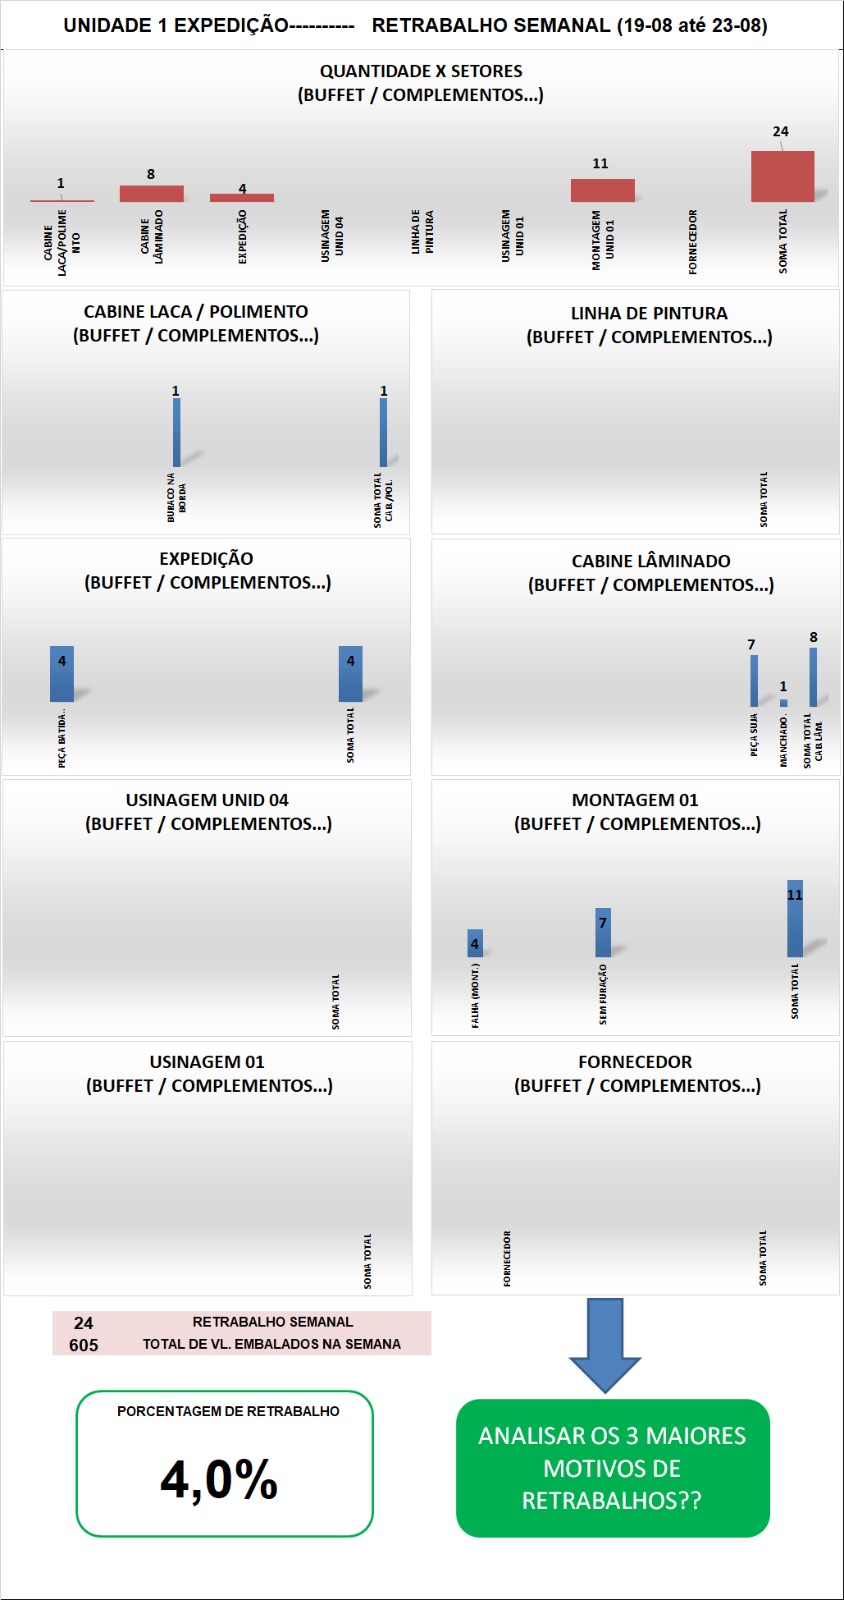 UNIDADE 1 EXPEDIÇÃO---------- RETRABALHO SEMANAL (19-08 até 23-08)
QUANTIDADE X SETORES
(BUFFET / COMPLEMENTOS...)
1
8
4
11
24
CABINE
LACA/POLIME
NTO
CABINE
LÂMINADO
EXPEDIÇÃO
USINAGEM
UNID 04
LINHA DE
PINTURA
USINAGEM
UNID 01
MONTAGEM
UNID 01
FORNECEDOR
SOMA TOTAL
CABINE LACA / POLIMENTO
(BUFFET / COMPLEMENTOS...)
1
1
BURACO NA
BORDA
SOMA TOTAL
CAB./POL.
LINHA DE PINTURA
(BUFFET / COMPLEMENTOS...)
SOMA TOTAL
EXPEDIÇÃO
(BUFFET / COMPLEMENTOS...)
4
4
PEÇA BATIDA..
SOMA TOTAL
CABINE LÂMINADO
(BUFFET / COMPLEMENTOS...)
7
1
8
PEÇA SUJA
MANCHADO.
SOMA TOTAL
CAB LÂM.
USINAGEM UNID 04
(BUFFET / COMPLEMENTOS...)
SOMA TOTAL
MONTAGEM 01
(BUFFET / COMPLEMENTOS...)
4
7
11
FALHA (MONT.)
SEM FURAÇÃO
SOMA TOTAL
USINAGEM 01
(BUFFET / COMPLEMENTOS...)
SOMA TOTAL
FORNECEDOR
(BUFFET / COMPLEMENTOS...)
FORNECEDOR
SOMA TOTAL
24 RETRABALHO SEMANAL
605 TOTAL DE VL. EMBALADOS NA SEMANA
PORCENTAGEM DE RETRABALHO
4,0%
ANALISAR OS 3 MAIORES
MOTIVOS DE
RETRABALHOS??